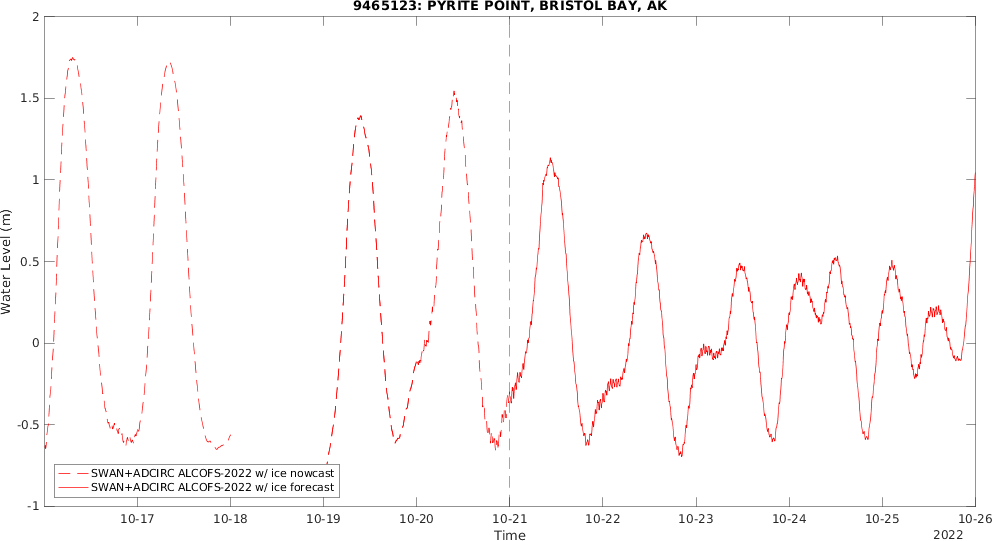 9465123: PYRITE POINT, BRISTOL BAY, AK
2
1.5
1
0.5
0
-0.5
-1
Water Level (m)
SWAN+ADCIRC ALCOFS-2022 w/ ice nowcast
SWAN+ADCIRC ALCOFS-2022 w/ ice forecast
10-17 10-18 10-19 10-20 10-21 10-22 10-23 10-24 10-25 10-26
Time
2022